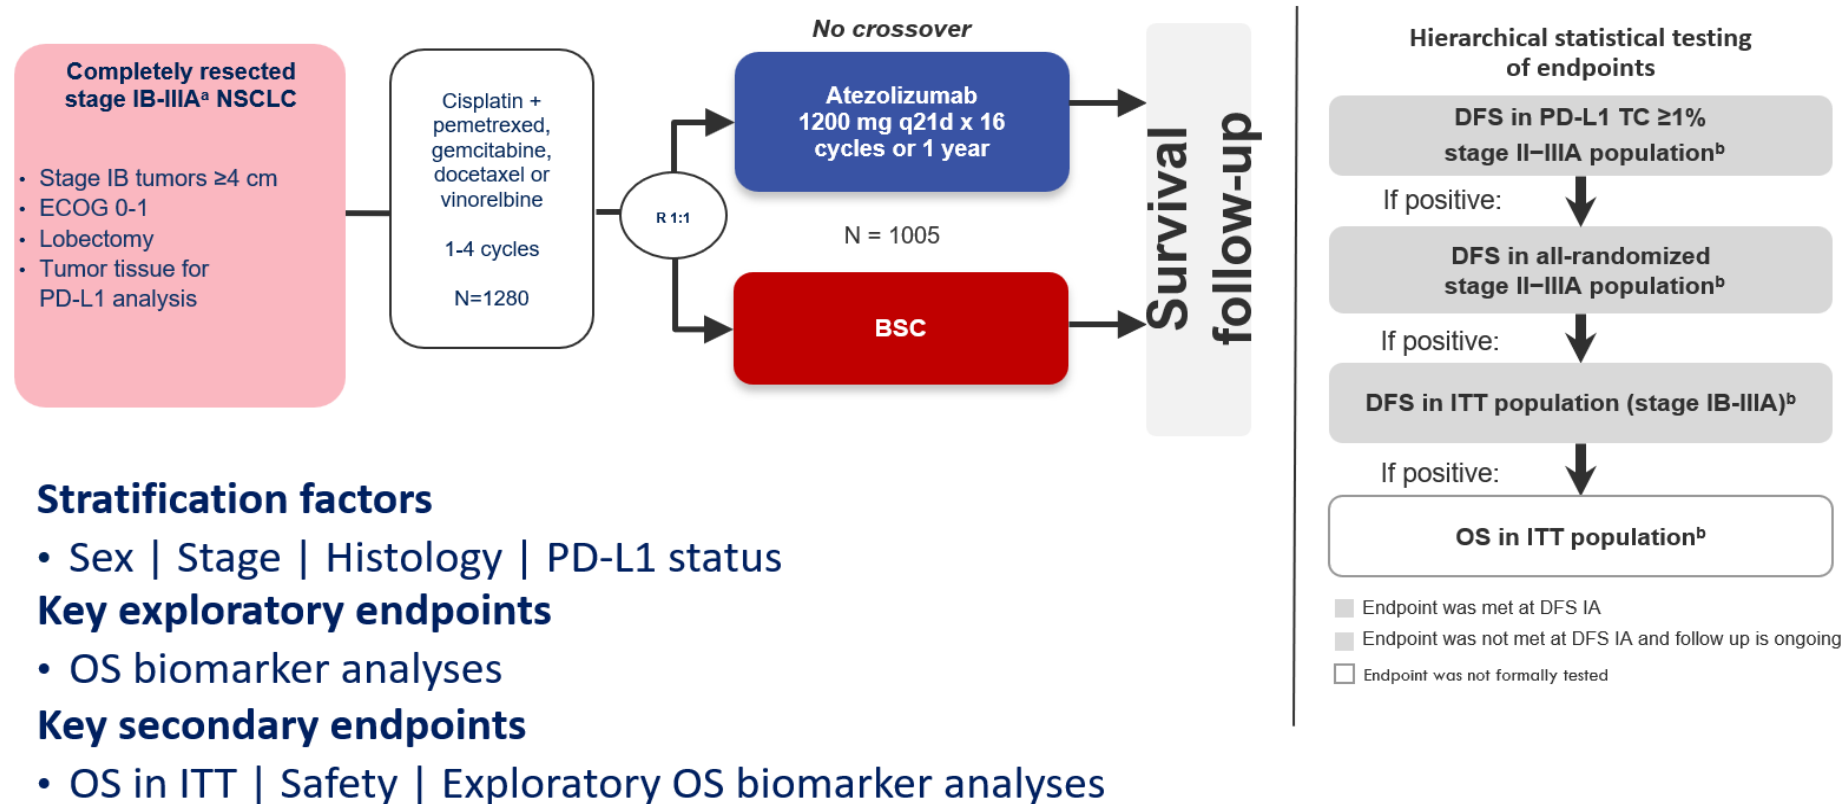 Completely resected
stage IB-IIIAᵃ NSCLC
• Stage IB tumors ≥4 cm
• ECOG 0-1
• Lobectomy
• Tumor tissue for
PD-L1 analysis
Cisplatin +
pemetrexed,
gemcitabine,
docetaxel or
vinorelbine
1-4 cycles
N=1280
R 1:1
No crossover
Atezolizumab
1200 mg q21d x 16
cycles or 1 year
N = 1005
BSC
Survival
follow-up
Hierarchical statistical testing
of endpoints
DFS in PD-L1 TC ≥1%
stage II–IIIA populationᵇ
If positive:
DFS in all-randomized
stage II–IIIA populationᵇ
If positive:
DFS in ITT population (stage IB-IIIA)ᵇ
If positive:
OS in ITT populationᵇ
Endpoint was met at DFS IA
Endpoint was not met at DFS IA and follow up is ongoing
Endpoint was not formally tested
Stratification factors
• Sex | Stage | Histology | PD-L1 status
Key exploratory endpoints
• OS biomarker analyses
Key secondary endpoints
• OS in ITT | Safety | Exploratory OS biomarker analyses